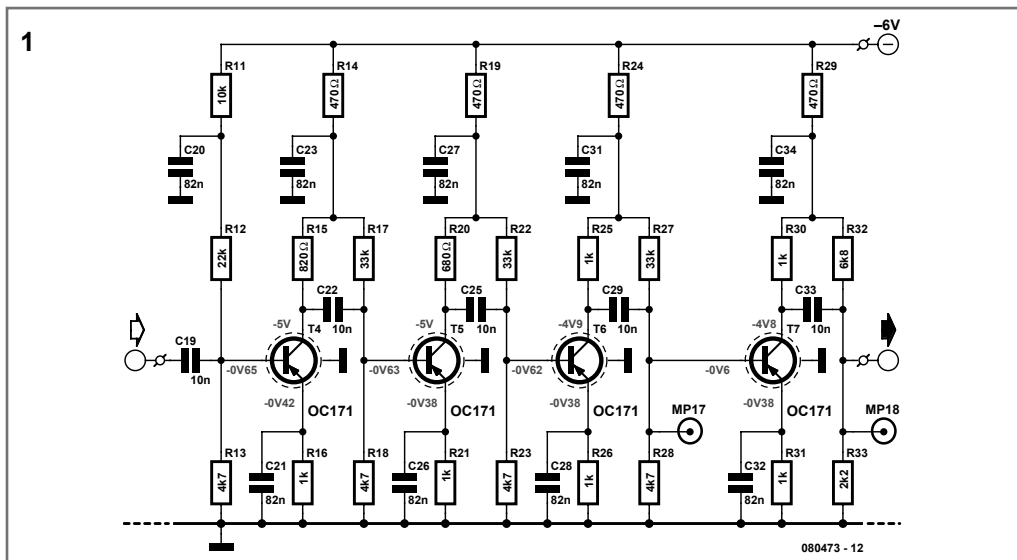 1
–6V
R11
10k
R14
470Ω
R19
470Ω
R24
470Ω
R29
470Ω
C20
82n
C23
82n
C27
82n
C31
82n
C34
82n
R12
22k
R15
820Ω
R17
33k
R20
680Ω
R22
33k
R25
1k
R27
33k
R30
1k
R32
6k8
C22
10n
C25
10n
C29
10n
C33
10n
C19
10n
-5V
T4
-0V65
-0V42
OC171
-5V
T5
-0V63
-0V38
OC171
-4V9
T6
-0V62
-0V38
OC171
-4V8
T7
-0V6
-0V38
OC171
MP17
MP18
R13
4k7
C21
82n
R16
1k
R18
4k7
C26
82n
R21
1k
R23
4k7
C28
82n
R26
1k
R28
4k7
C32
82n
R31
1k
R33
2k2
080473 - 12